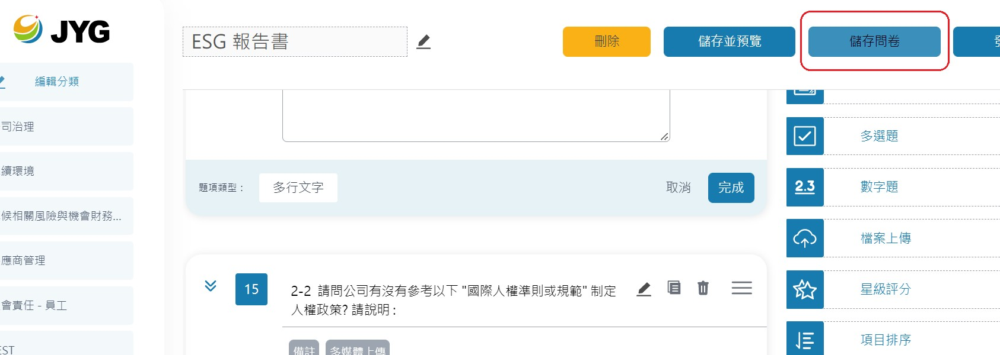 JYG
ESG 報告書
刪除
儲存並預覽
儲存問卷
編輯分類
司治理
續環境
候相關風險與機會財務...
應商管理
會責任 - 員工
EST
題項類型：
多行文字
取消
完成
15
2-2 請問公司有沒有參考以下 "國際人權準則或規範" 制定
人權政策? 請說明 :
備註
多媒體上傳
多選題
2.3
數字題
檔案上傳
星級評分
項目排序